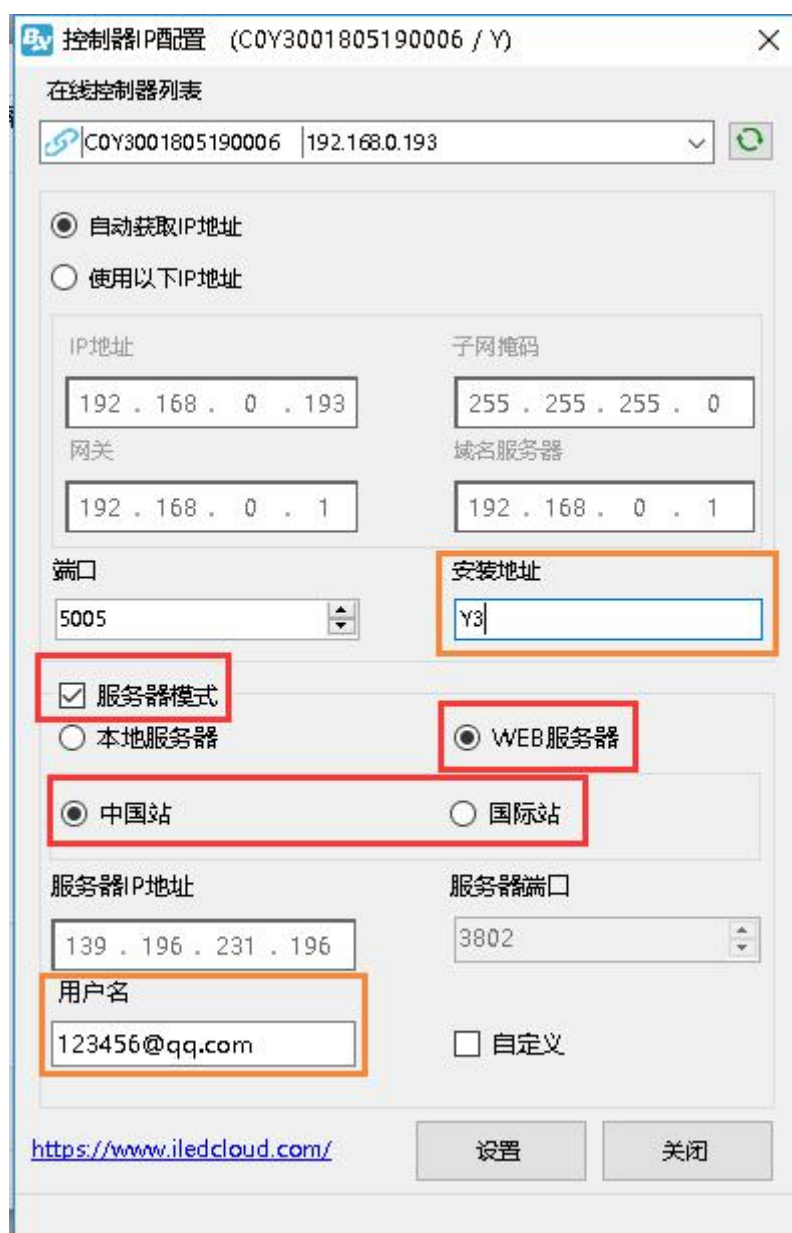 BX 控制器IP配置 (C0Y3001805190006 / Y)
在线控制器列表
C0Y3001805190006 192.168.0.193
自动获取IP地址
使用以下IP地址
IP地址 子网掩码
192 . 168 . 0 . 193 255 . 255 . 255 . 0
网关 域名服务器
192 . 168 . 0 . 1 192 . 168 . 0 . 1
端口 安装地址
5005 Y3
服务器模式
本地服务器 WEB服务器
中国站 国际站
服务器IP地址 服务器端口
139 . 196 . 231 . 196 3802
用户名
123456@qq.com 自定义
https://www.iledcloud.com/ 设置 关闭